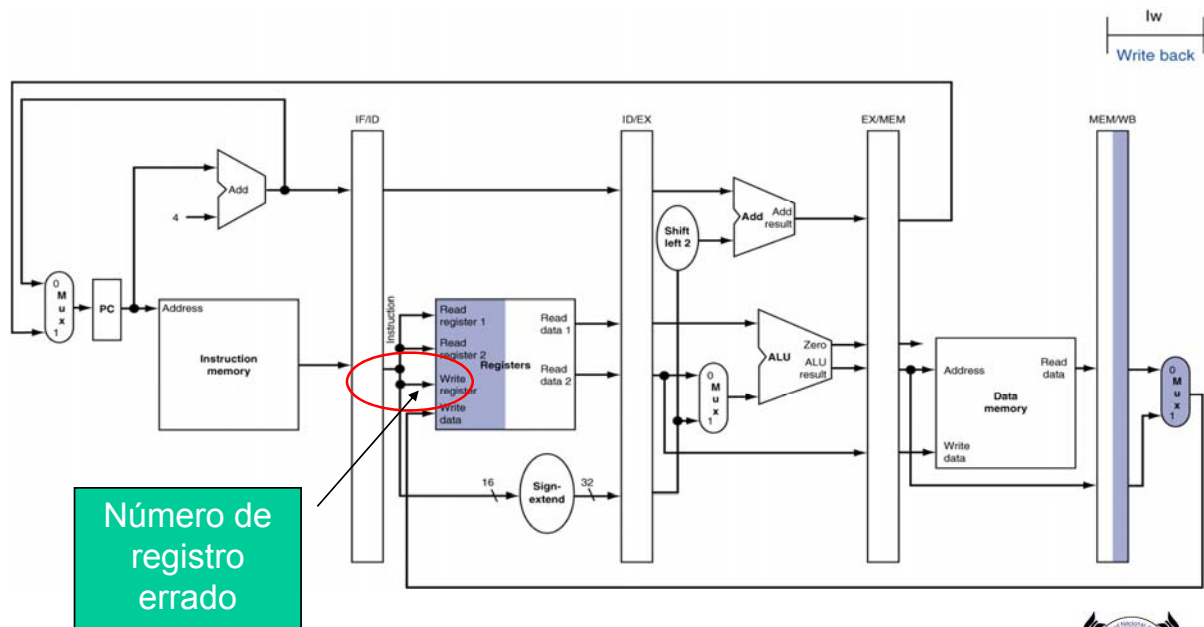 lw
Write back
IF/ID
ID/EX
EX/MEM
MEM/WB
Add
4
Shift
left 2
Add
Add
result
0
M
u
x
1
PC
Address
Instruction
memory
Instruction
Read
register 1
Read
register 2
Write
register
Write
data
Registers
Read
data 1
Read
data 2
0
M
u
x
1
Zero
ALU
ALU
result
Address
Read
data
Data
memory
Write
data
0
M
u
x
1
16
Sign-
extend
32
Número de
registro
errado